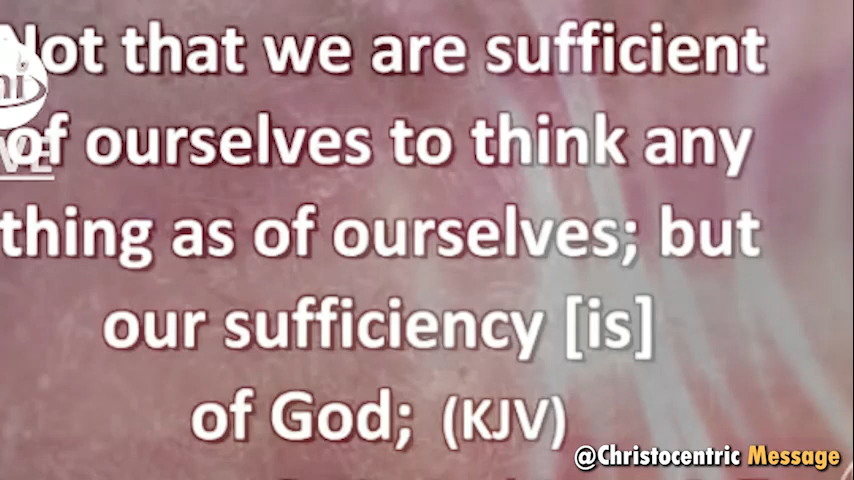 Not that we are sufficient
of ourselves to think any
thing as of ourselves; but
our sufficiency [is]
of God; (KJV)
@Christocentric Message